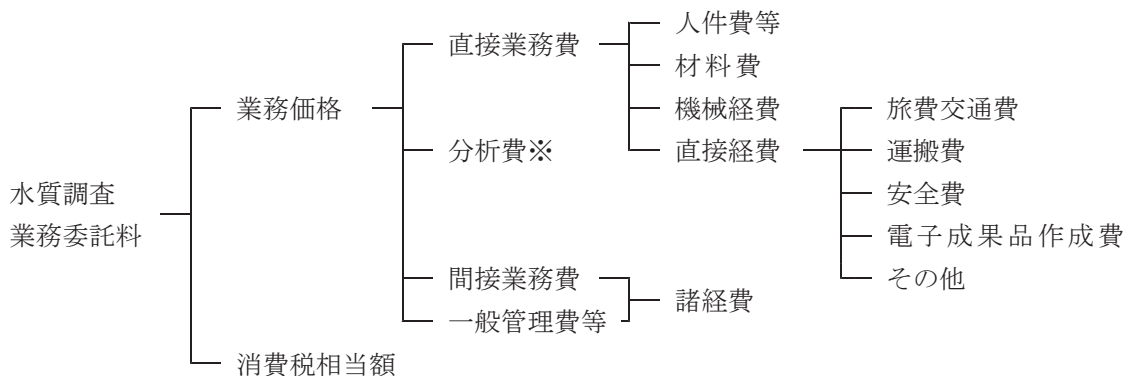 人件費等
直接業務費
材料費
業務価格
機械経費
旅費交通費
分析費※
直接経費
運搬費
水質調査
業務委託料
安全費
電子成果品作成費
間接業務費
その他
諸経費
一般管理費等
消費税相当額